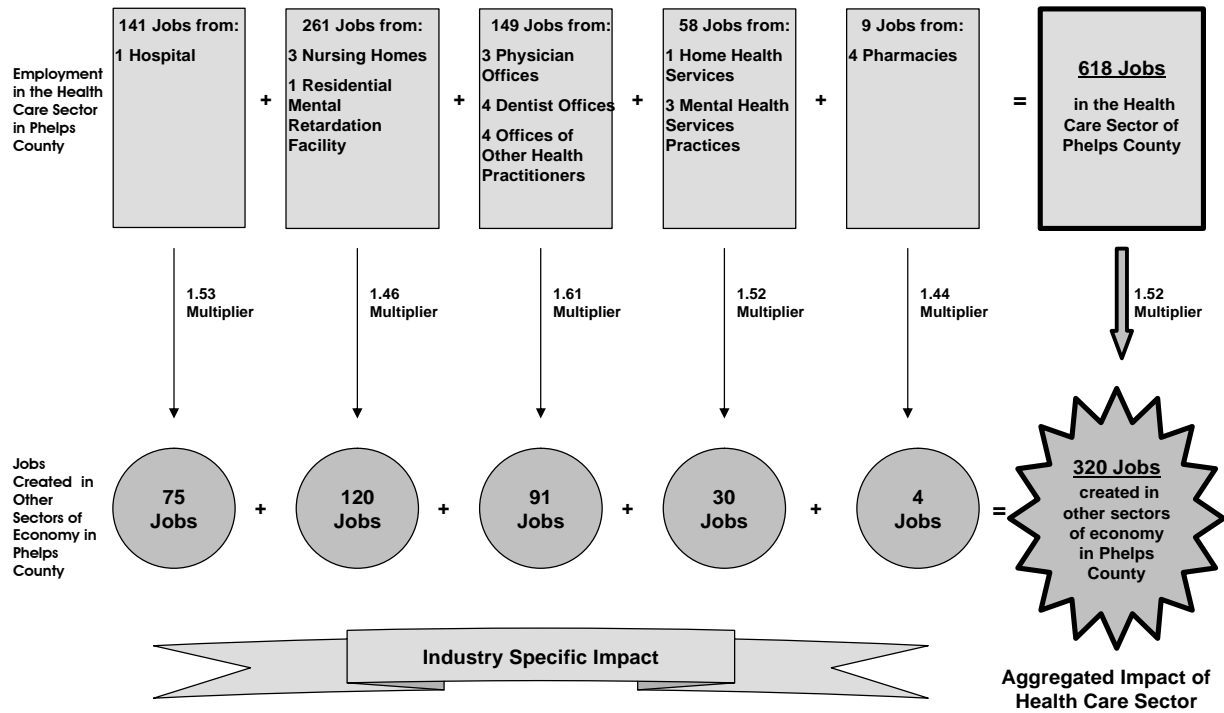 Employment
in the Health
Care Sector
in Phelps
County
141 Jobs from:
1 Hospital
+
261 Jobs from:
3 Nursing Homes
1 Residential
Mental
Retardation
Facility
+
149 Jobs from:
3 Physician
Offices
4 Dentist Offices
4 Offices of
Other Health
Practitioners
+
58 Jobs from:
1 Home Health
Services
3 Mental Health
Services
Practices
+
9 Jobs from:
4 Pharmacies
=
618 Jobs
in the Health
Care Sector of
Phelps County
1.53
Multiplier
1.46
Multiplier
1.61
Multiplier
1.52
Multiplier
1.44
Multiplier
1.52
Multiplier
Jobs
Created in
Other
Sectors of
Economy in
Phelps
County
75
Jobs
+
120
Jobs
+
91
Jobs
+
30
Jobs
+
4
Jobs
=
320 Jobs
created in
other sectors
of economy
in Phelps
County
Industry Specific Impact
Aggregated Impact of
Health Care Sector